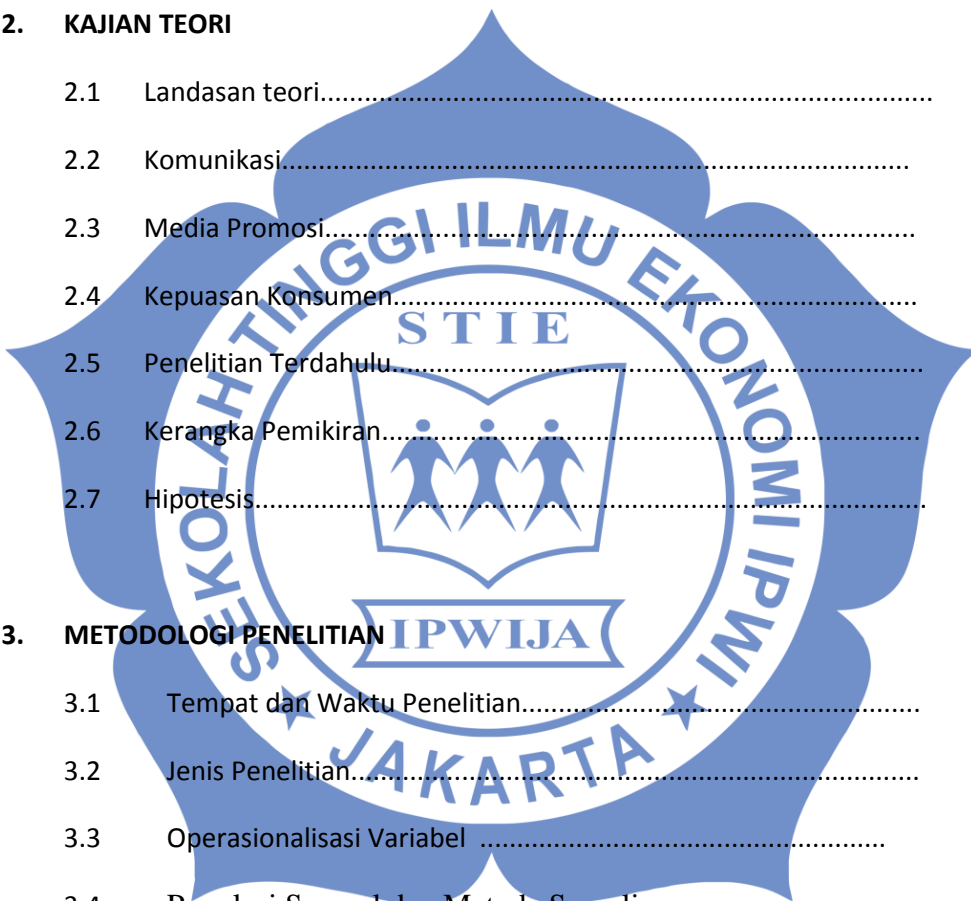 2. KAJIAN TEORI
2.1 Landasan teori....................................................................................
2.2 Komunikasi......................................................................................
2.3 Media Promosi.................................................................................
2.4 Kepuasan Konsumen........................................................................
2.5 Penelitian Terdahulu.........................................................................
2.6 Kerangka Pemikiran..........................................................................
2.7 Hipotesis............................................................................................
3. METODOLOGI PENELITIAN
3.1 Tempat dan Waktu Penelitian.......................................................
3.2 Jenis Penelitian..............................................................................
3.3 Operasionalisasi Variabel ........................................................
SEKOLAH TINGGI ILMU EKONOMI IPWI
STIE
IPWIJA
★ JAKARTA ★